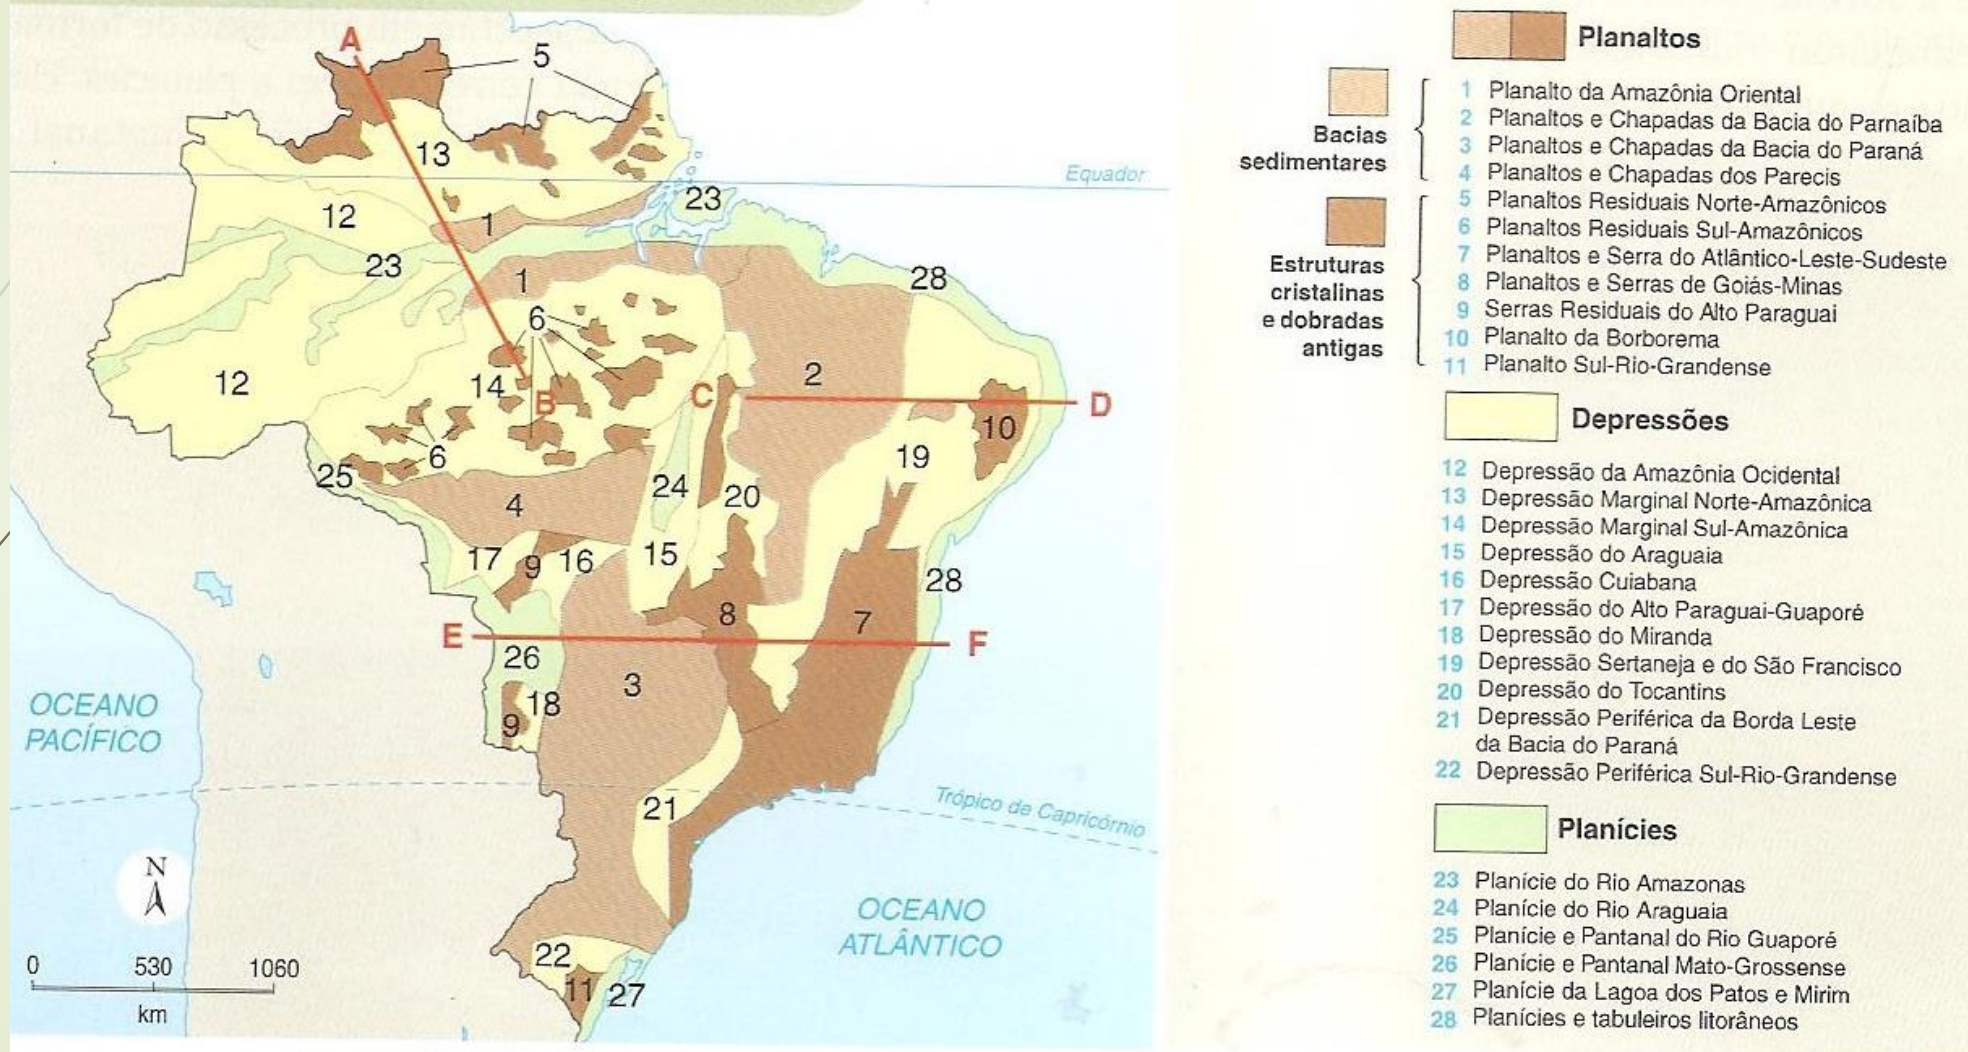 A
5
13
Equador
23
12
1
23
1
28
6
12
14
B
C
2
D
10
6
19
25
24
20
4
17
9
16
15
28
8
7
E
F
26
3
18
9
OCEANO
PACÍFICO
21
Trópico de Capricórnio
N
OCEANO
ATLÂNTICO
22
11
27
0 530 1060
km
Planaltos
Bacias
sedimentares
1 Planalto da Amazônia Oriental
2 Planaltos e Chapadas da Bacia do Parnaíba
3 Planaltos e Chapadas da Bacia do Paraná
4 Planaltos e Chapadas dos Parecis
Estruturas
cristalinas
e dobradas
antigas
5 Planaltos Residuais Norte-Amazônicos
6 Planaltos Residuais Sul-Amazônicos
7 Planaltos e Serra do Atlântico-Leste-Sudeste
8 Planaltos e Serras de Goiás-Minas
9 Serras Residuais do Alto Paraguai
10 Planalto da Borborema
11 Planalto Sul-Rio-Grandense
Depressões
12 Depressão da Amazônia Ocidental
13 Depressão Marginal Norte-Amazônica
14 Depressão Marginal Sul-Amazônica
15 Depressão do Araguaia
16 Depressão Cuiabana
17 Depressão do Alto Paraguai-Guaporé
18 Depressão do Miranda
19 Depressão Sertaneja e do São Francisco
20 Depressão do Tocantins
21 Depressão Periférica da Borda Leste
da Bacia do Paraná
22 Depressão Periférica Sul-Rio-Grandense
Planícies
23 Planície do Rio Amazonas
24 Planície do Rio Araguaia
25 Planície e Pantanal do Rio Guaporé
26 Planície e Pantanal Mato-Grossense
27 Planície da Lagoa dos Patos e Mirim
28 Planícies e tabuleiros litorâneos